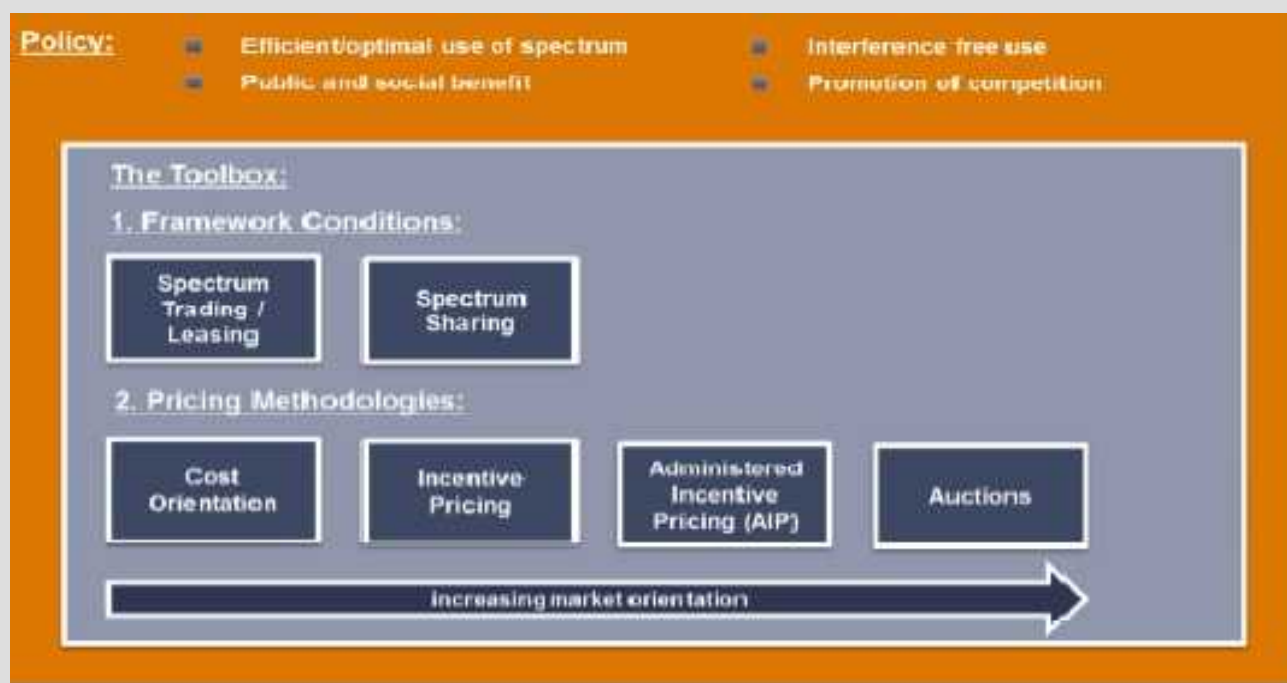 Policy:
Efficient/optimal use of spectrum
Public and social benefit
Interference free use
Promotion of competition
The Toolbox:
1. Framework Conditions:
Spectrum
Trading /
Leasing
Spectrum
Sharing
2. Pricing Methodologies:
Cost
Orientation
Incentive
Pricing
Administered
Incentive
Pricing (AIP)
Auctions
Increasing market orientation